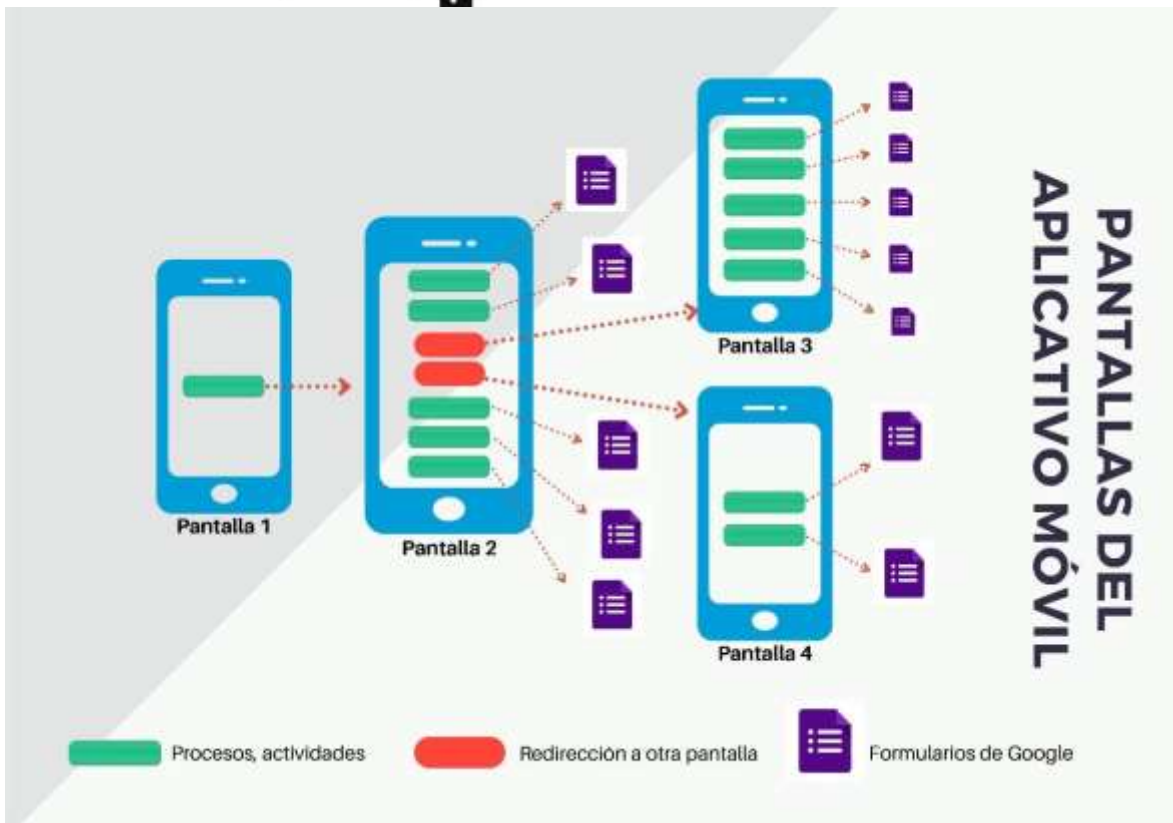 PANTALLAS DEL
APLICATIVO MÓVIL
Pantalla 1
Pantalla 2
Pantalla 3
Pantalla 4
Procesos, actividades
Redirección a otra pantalla
Formularios de Google